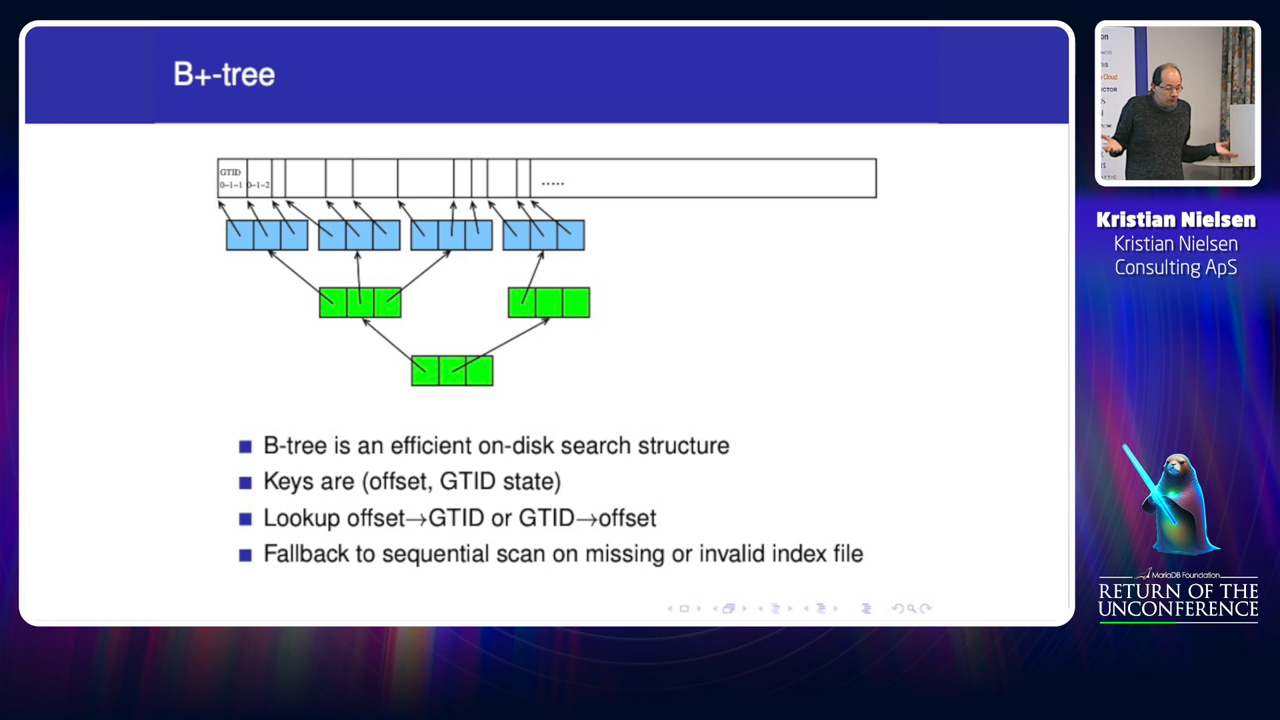 B+-tree
GTID
0-1-1
0-1-2
.....
B-tree is an efficient on-disk search structure
Keys are (offset, GTID state)
Lookup offset→GTID or GTID→offset
Fallback to sequential scan on missing or invalid index file
on
Cloud
Kristian Nielsen
Kristian Nielsen
Consulting ApS
MariaDB Foundation
RETURN OF THE
UNCONFERENCE